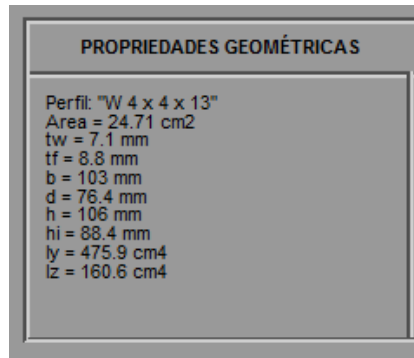 PROPRIEDADES GEOMÉTRICAS
Perfil: "W 4 x 4 x 13"
Area = 24.71 cm2
tw = 7.1 mm
tf = 8.8 mm
b = 103 mm
d = 76.4 mm
h = 106 mm
hi = 88.4 mm
Iy = 475.9 cm4
Iz = 160.6 cm4